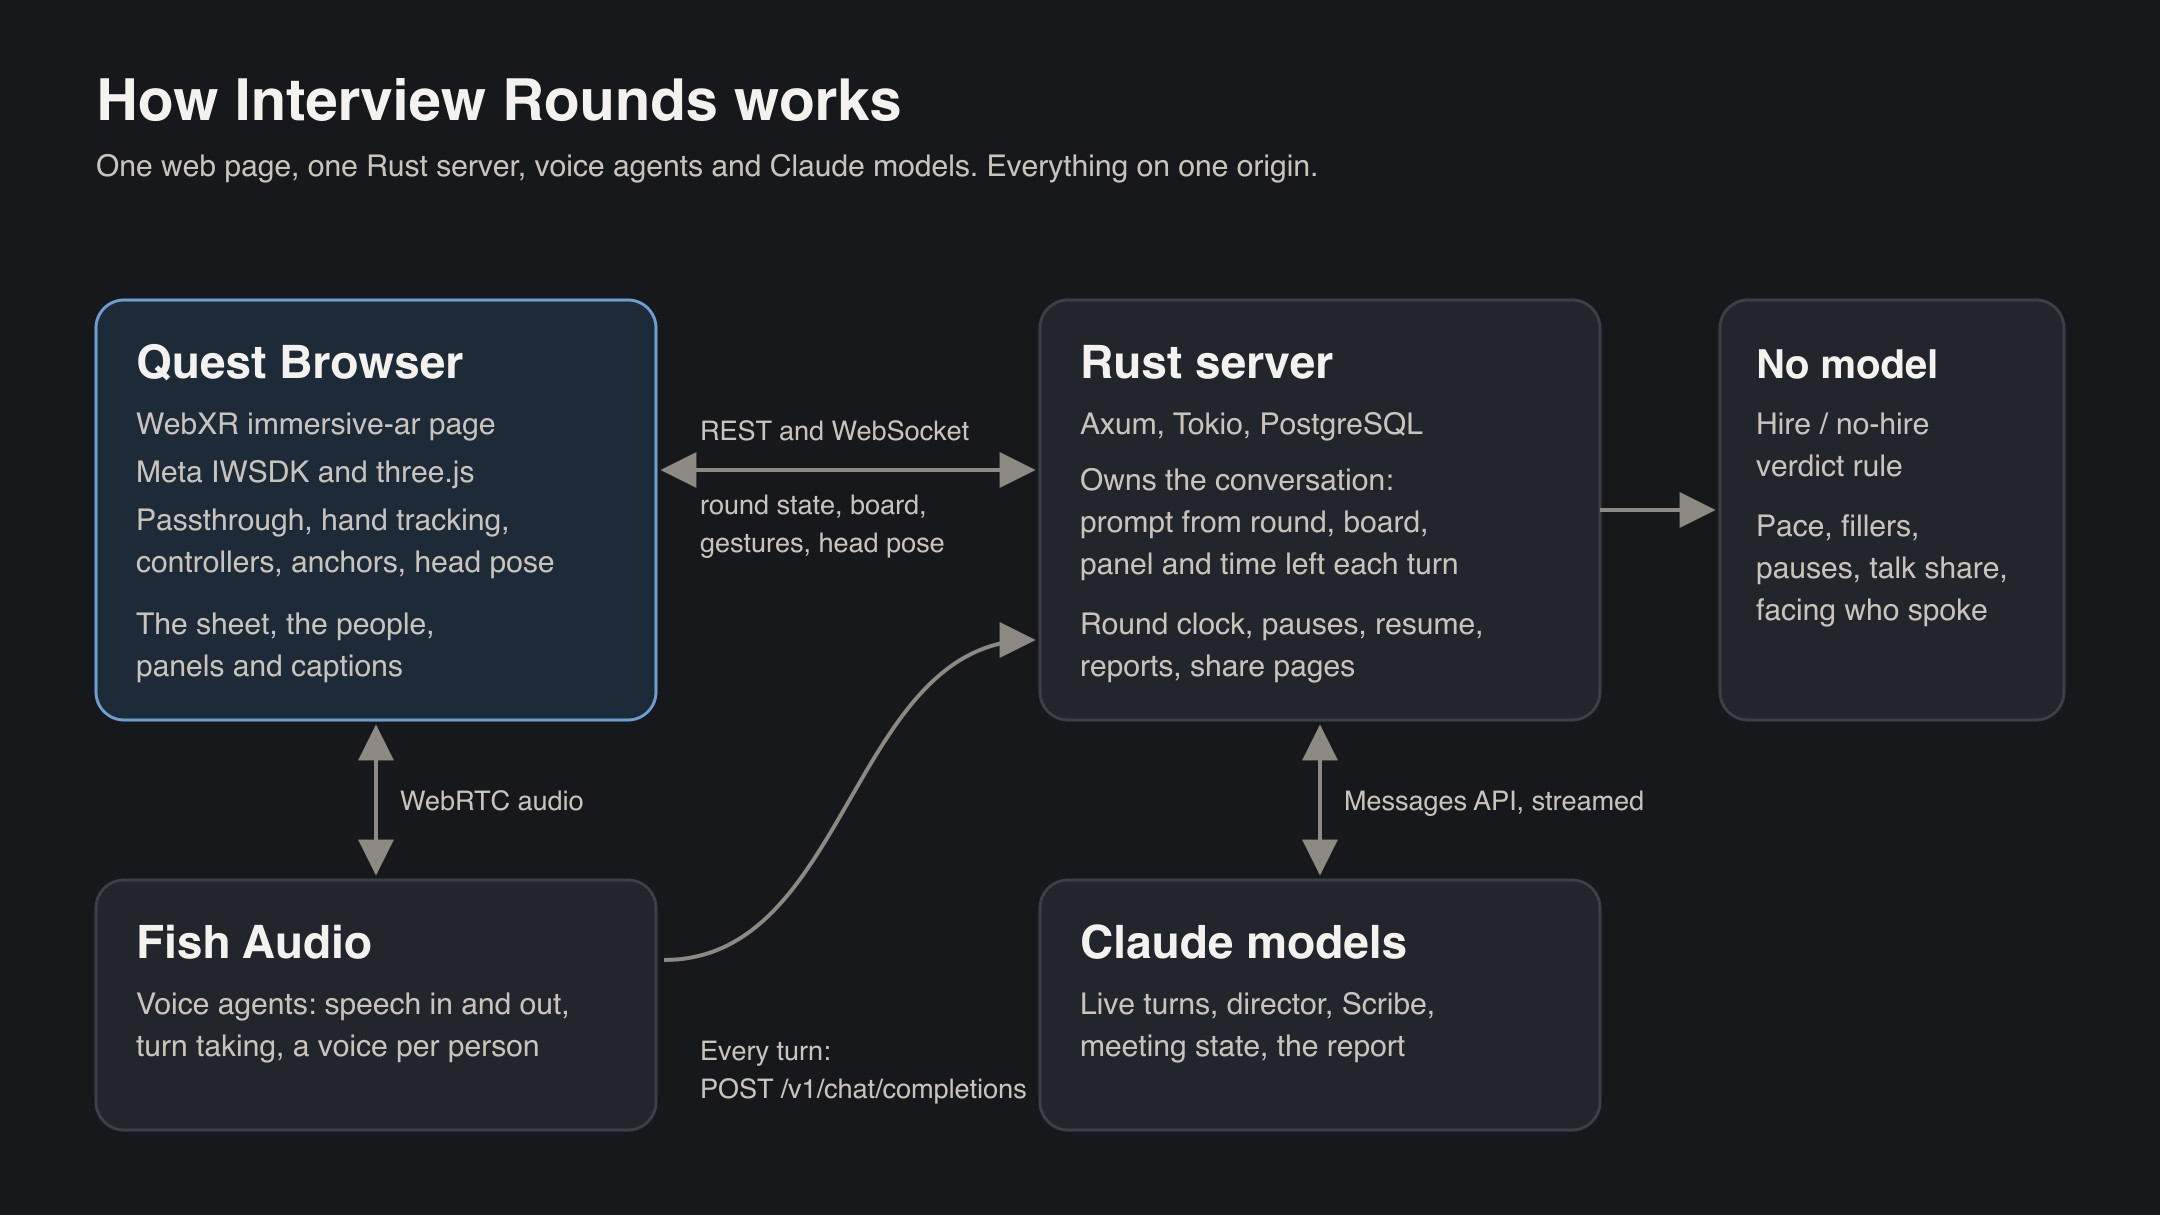 How Interview Rounds works
One web page, one Rust server, voice agents and Claude models. Everything on one origin.
Quest Browser
WebXR immersive-ar page
Meta IWSDK and three.js
Passthrough, hand tracking,
controllers, anchors, head pose
The sheet, the people,
panels and captions
REST and WebSocket
round state, board,
gestures, head pose
Rust server
Axum, Tokio, PostgreSQL
Owns the conversation:
prompt from round, board,
panel and time left each turn
Round clock, pauses, resume,
reports, share pages
No model
Hire / no-hire
verdict rule
Pace, fillers,
pauses, talk share,
facing who spoke
WebRTC audio
Messages API, streamed
Fish Audio
Voice agents: speech in and out,
turn taking, a voice per person
Every turn:
POST /v1/chat/completions
Claude models
Live turns, director, Scribe,
meeting state, the report